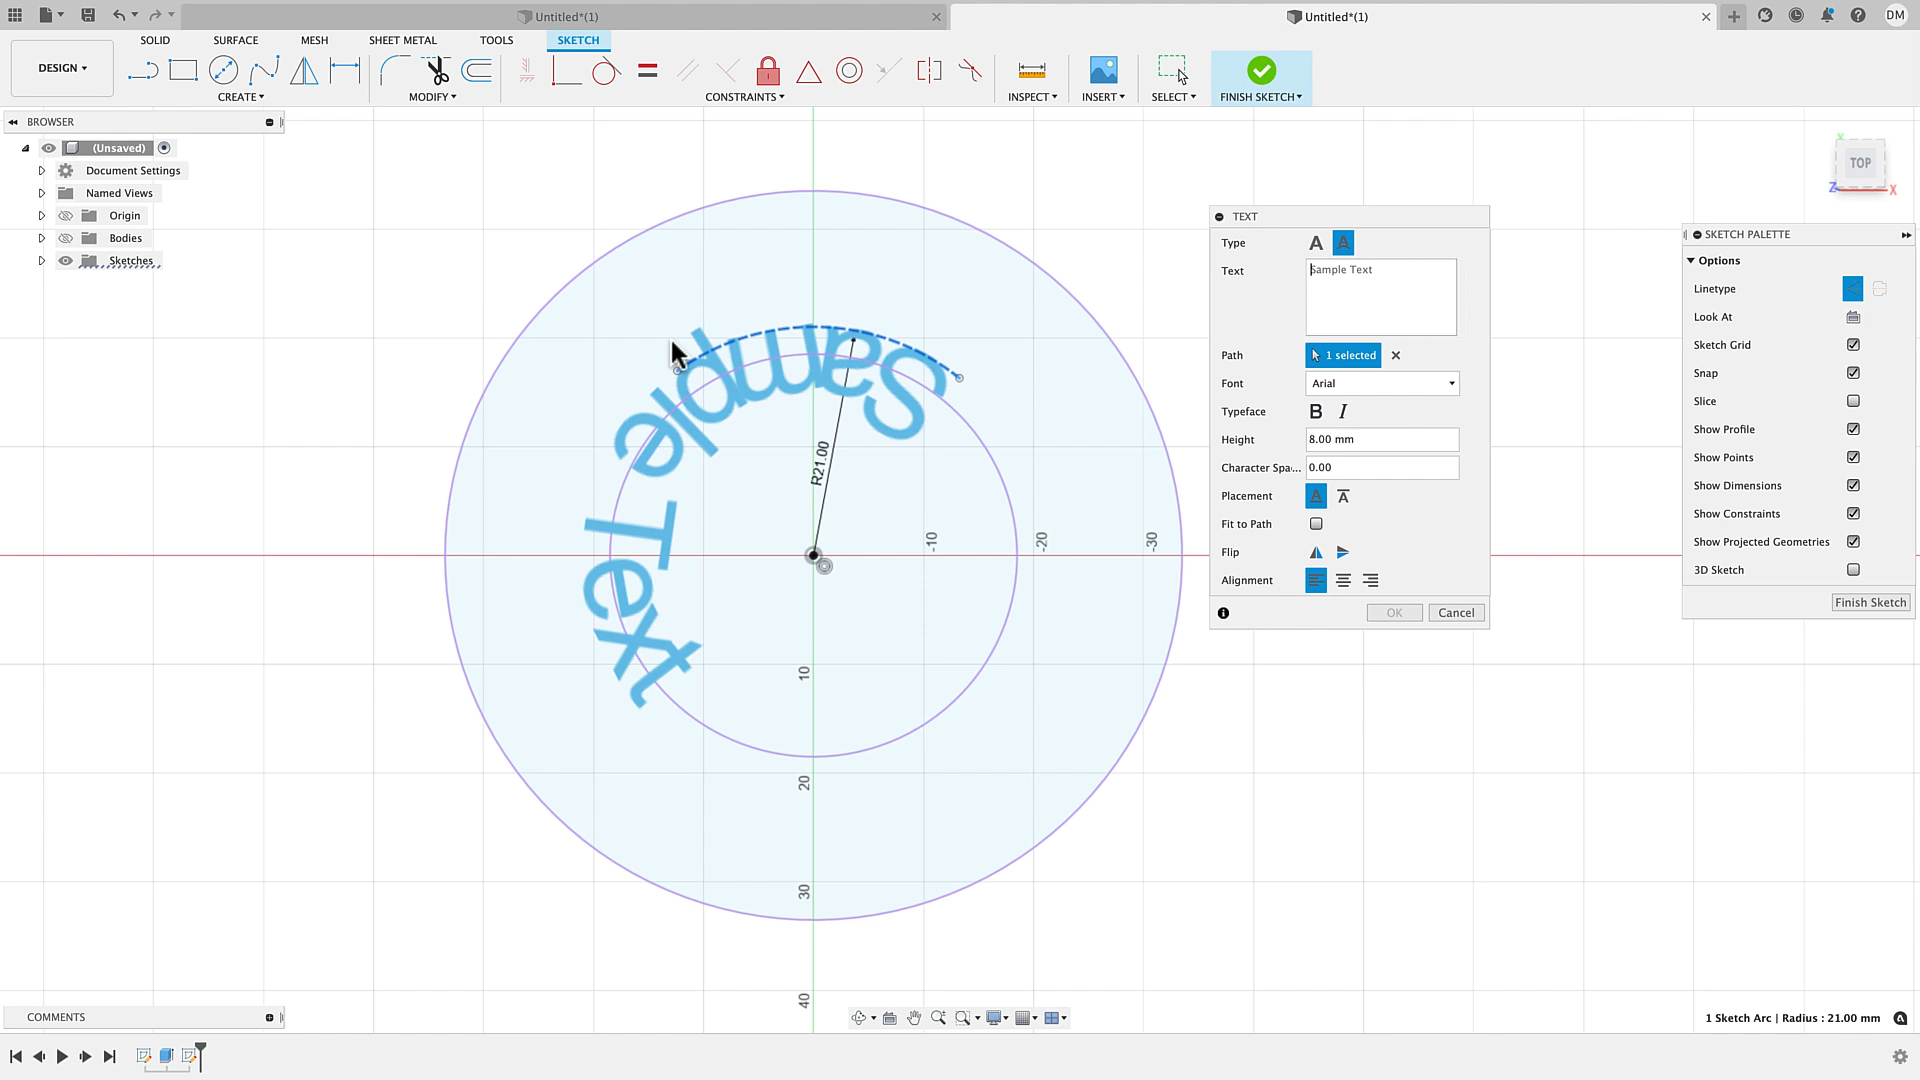 Untitled*(1)
Untitled*(1)
DM
DESIGN
SOLID
SURFACE
MESH
SHEET METAL
TOOLS
SKETCH
CREATE
MODIFY
CONSTRAINTS
INSPECT
INSERT
SELECT
FINISH SKETCH
BROWSER
(Unsaved)
Document Settings
Named Views
Origin
Bodies
Sketches
Sample Text
R21.00
-10
-20
-30
10
20
30
40
TOP
Y
Z
X
TEXT
Type
A
A
Text
Sample Text
Path
1 selected
Font
Arial
Typeface
B
I
Height
8.00 mm
Character Spa...
0.00
Placement
A
A
Fit to Path
Flip
Alignment
OK
Cancel
SKETCH PALETTE
Options
Linetype
Look At
Sketch Grid
Snap
Slice
Show Profile
Show Points
Show Dimensions
Show Constraints
Show Projected Geometries
3D Sketch
Finish Sketch
COMMENTS
1 Sketch Arc | Radius : 21.00 mm